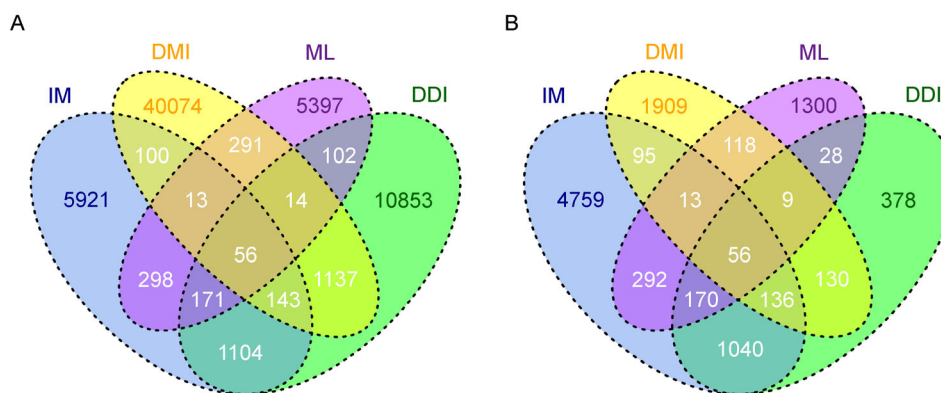 A
B
DMI ML
DMI ML
IM DDI
IM DDI
40074 5397
1909 1300
100 291 102
95 118 28
5921 13 14 10853
4759 13 9 378
56
56
298 171 143 1137
292 170 136 130
1104
1040